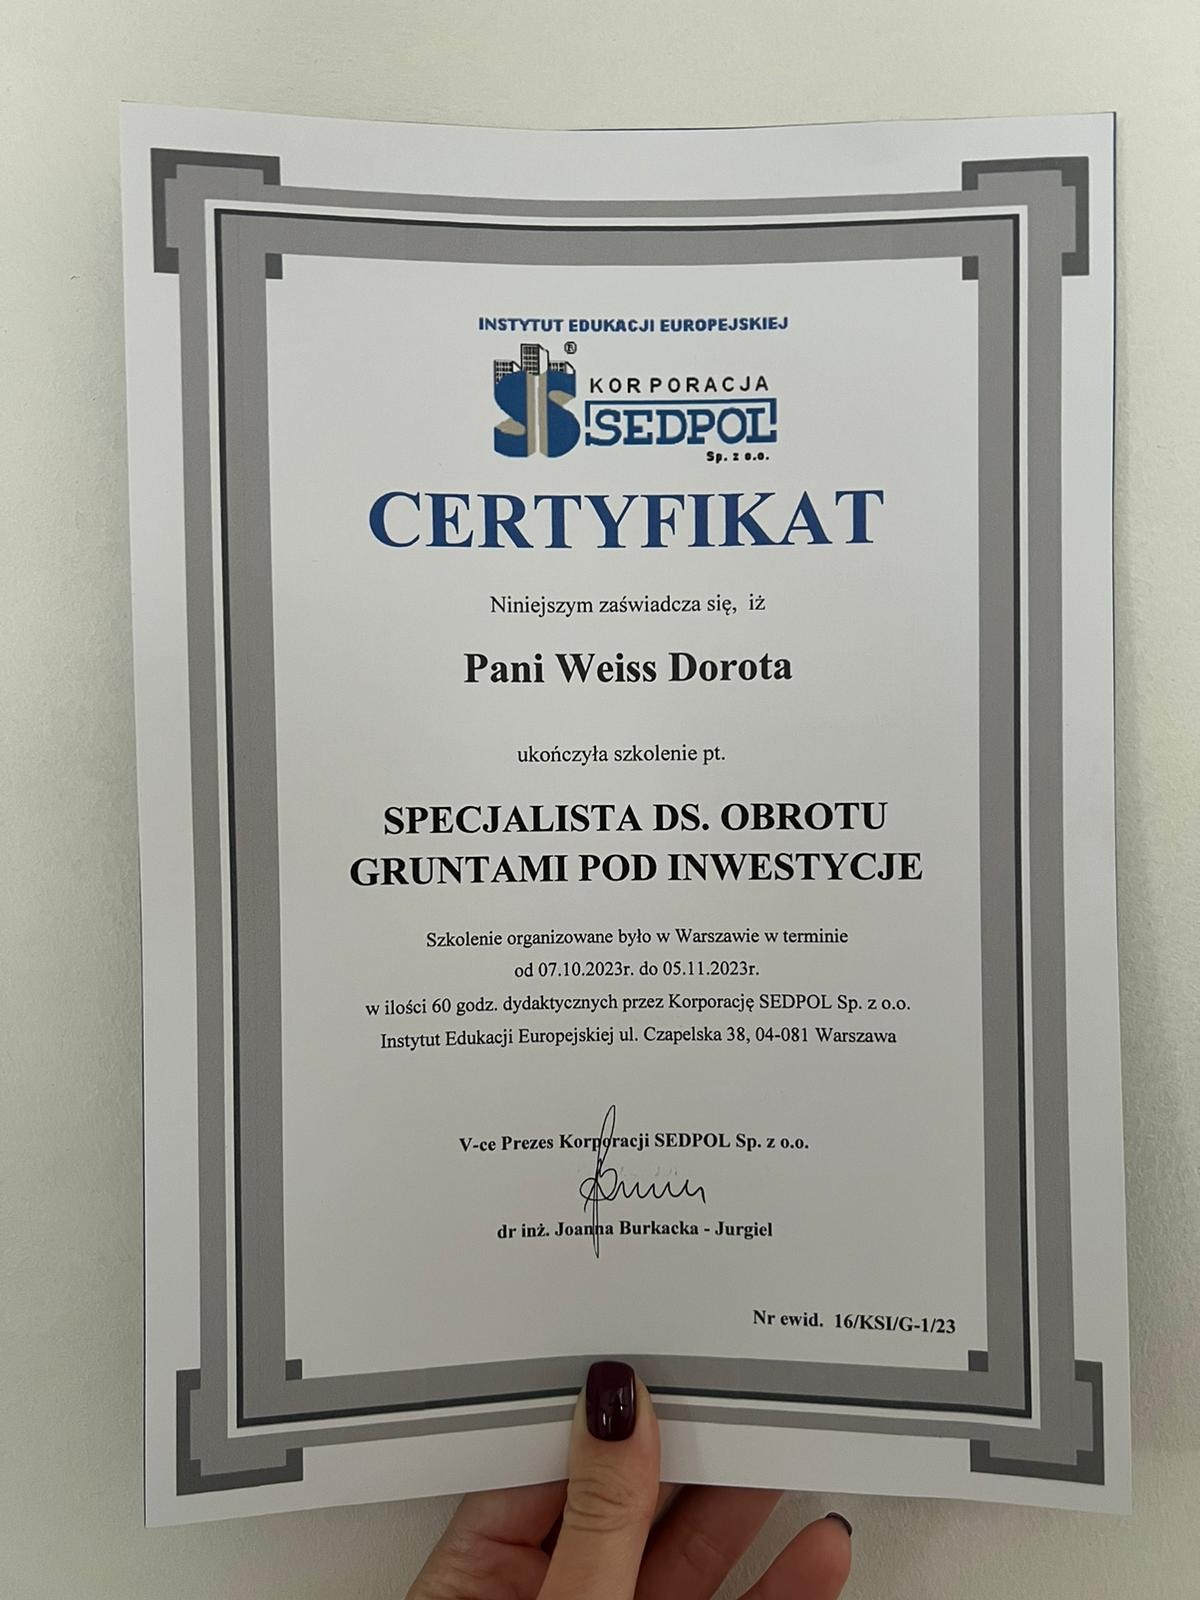 INSTYTUT EDUKACJI EUROPEJSKIEJ
®
KORPORACJA
SEDPOL
Sp. z o.o.
CERTYFIKAT
Niniejszym zaświadcza się, iż
Pani Weiss Dorota
ukończyła szkolenie pt.
SPECJALISTA DS. OBROTU
GRUNTAMI POD INWESTYCJE
Szkolenie organizowane było w Warszawie w terminie
od 07.10.2023r. do 05.11.2023r.
w ilości 60 godz. dydaktycznych przez Korporację SEDPOL Sp. z o.o.
Instytut Edukacji Europejskiej ul. Czapelska 38, 04-081 Warszawa
V-ce Prezes Korporacji SEDPOL Sp. z o.o.
dr inż. Joanna Burkacka - Jurgiel
Nr ewid. 16/KSI/G-1/23